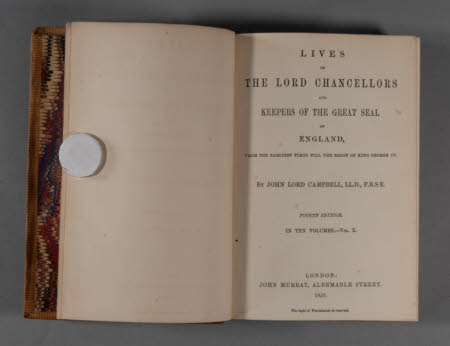 LIVES
OF
THE LORD CHANCELLORS
AND
KEEPERS OF THE GREAT SEAL
OF
ENGLAND,
FROM THE EARLIEST TIMES TILL THE REIGN OF KING GEORGE IV.
BY JOHN LORD CAMPBELL, LL.D., F.R.S.E.
FOURTH EDITION.
IN TEN VOLUMES.—VOL. X.
LONDON:
JOHN MURRAY, ALBEMARLE STREET.
1857.
The right of Translation is reserved.